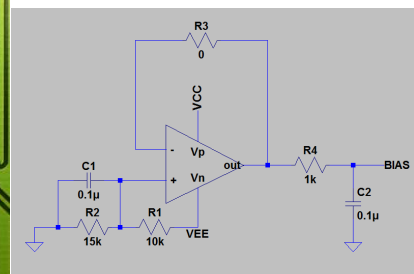 R3
0
VCC
- Vp
out
+ Vn
C1
0.1µ
R2
15k
R1
10k
VEE
R4
1k
BIAS
C2
0.1µ